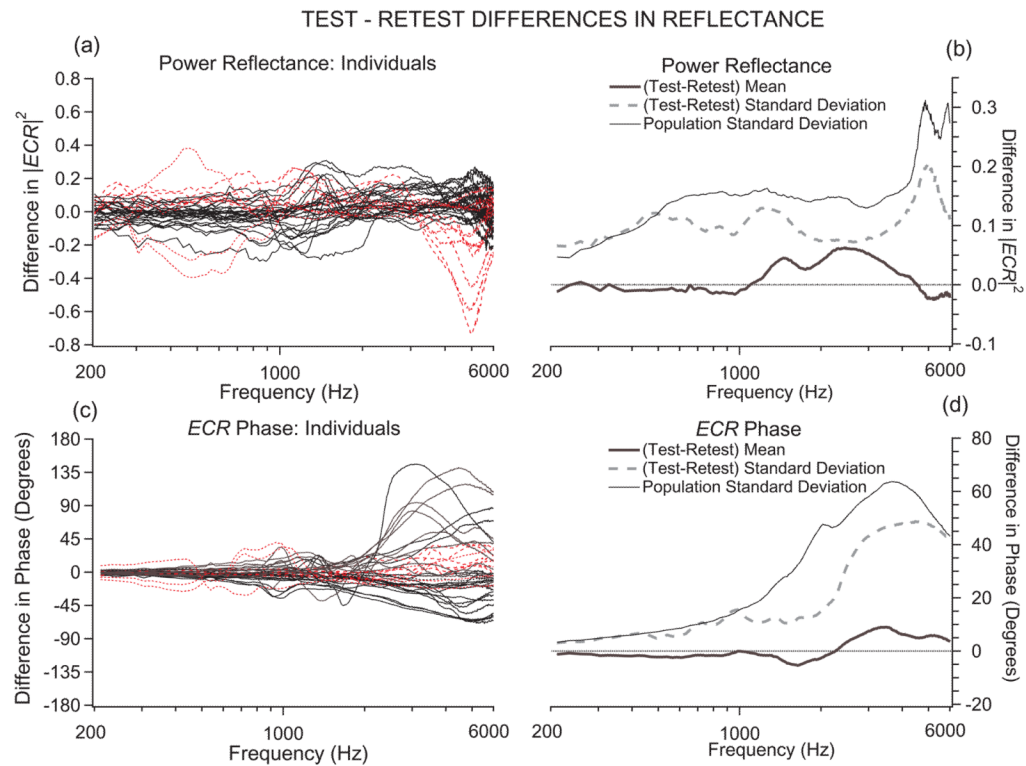 TEST - RETEST DIFFERENCES IN REFLECTANCE
(a)
Power Reflectance: Individuals
Difference in |ECR|²
0.8
0.6
0.4
0.2
0.0
-0.2
-0.4
-0.6
-0.8
200
1000
6000
Frequency (Hz)
(b)
Power Reflectance
(Test-Retest) Mean
(Test-Retest) Standard Deviation
Population Standard Deviation
0.3
0.2
0.1
0.0
-0.1
Difference in |ECR|²
200
1000
6000
Frequency (Hz)
(c)
ECR Phase: Individuals
Difference in Phase (Degrees)
180
135
90
45
0
-45
-90
-135
-180
200
1000
6000
Frequency (Hz)
(d)
ECR Phase
(Test-Retest) Mean
(Test-Retest) Standard Deviation
Population Standard Deviation
80
60
40
20
0
-20
Difference in Phase (Degrees)
200
1000
6000
Frequency (Hz)